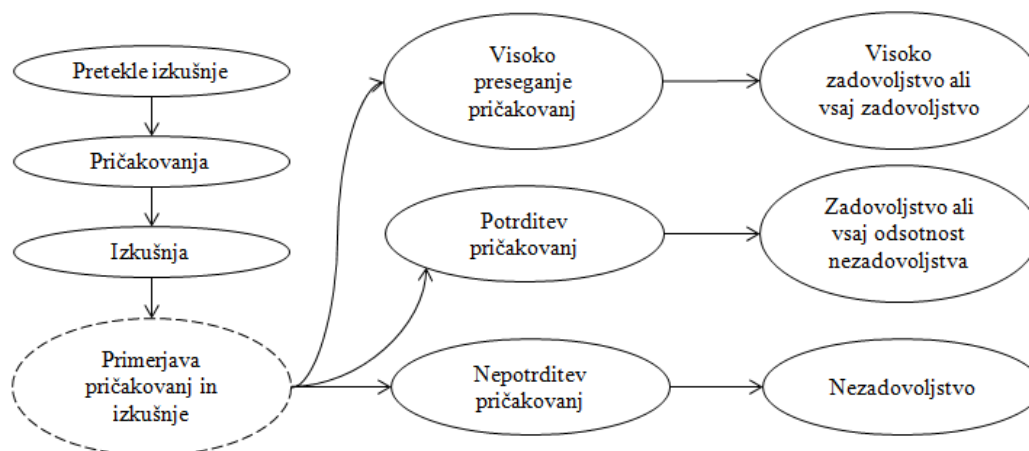 Pretekle izkušnje
Pričakovanja
Izkušnja
Primerjava
pričakovanj in
izkušnje
Visoko
preseganje
pričakovanj
Visoko
zadovoljstvo ali
vsaj zadovoljstvo
Potrditev
pričakovanj
Zadovoljstvo ali
vsaj odsotnost
nezadovoljstva
Nepotrditev
pričakovanj
Nezadovoljstvo